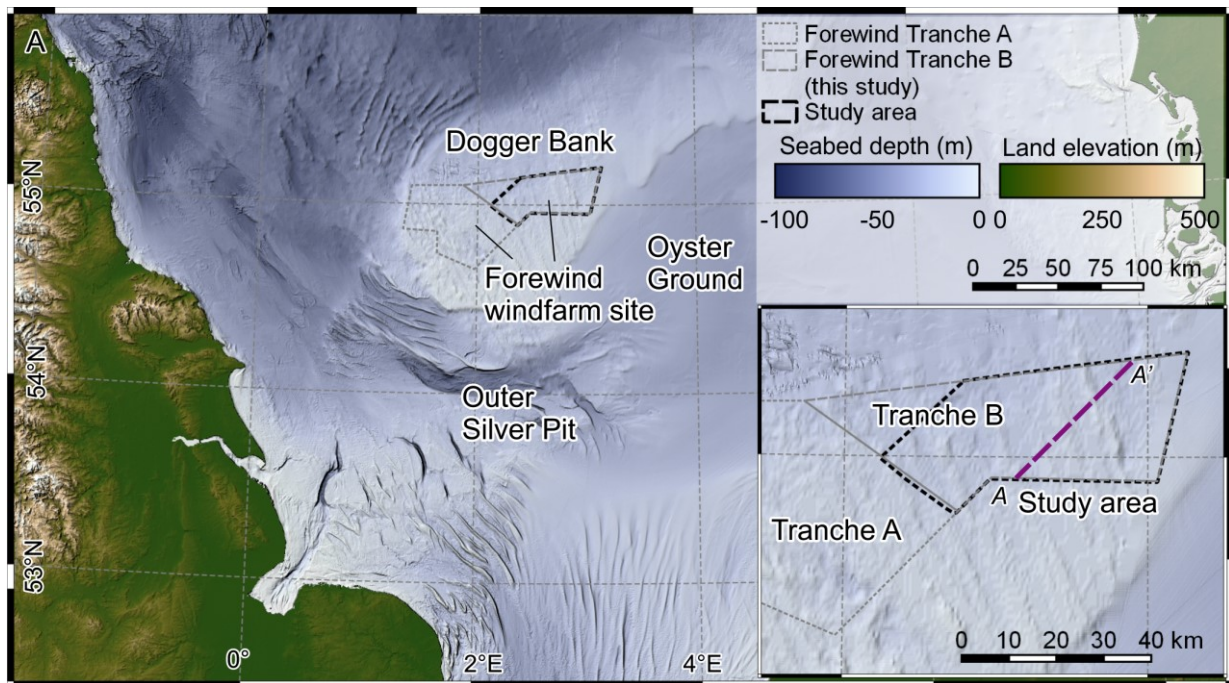 A
Forewind Tranche A
Forewind Tranche B
(this study)
Study area
Seabed depth (m)
Land elevation (m)
-100
-50
0
0
250
500
0 25 50 75 100 km
Dogger Bank
Forewind
windfarm site
Oyster
Ground
Outer
Silver Pit
55°N
54°N
53°N
0°
2°E
4°E
Tranche B
Tranche A
A
A'
Study area
0 10 20 30 40 km